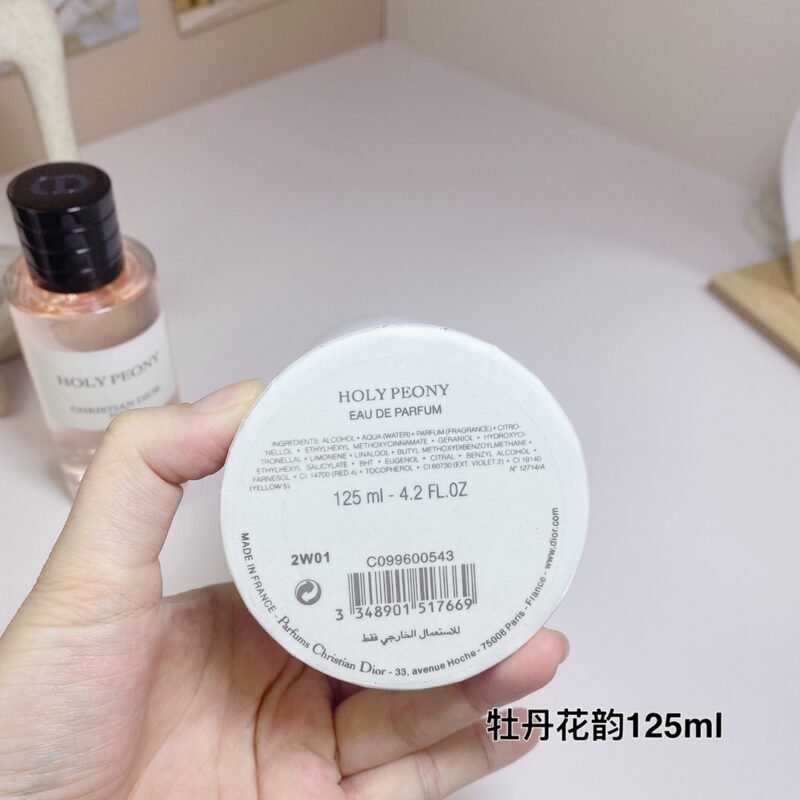 HOLY PEONY
CHRISTIAN DIOR
HOLY PEONY
EAU DE PARFUM
INGREDIENTS: ALCOHOL • AQUA (WATER) • PARFUM (FRAGRANCE) • CITRO-
NELLOL • ETHYLHEXYL METHOXYCINNAMATE • GERANIOL • HYDROXYCI-
TRONELLAL • LIMONENE • LINALOOL • BUTYL METHOXYDIBENZOYLMETHANE •
ETHYLHEXYL SALICYLATE • BHT • EUGENOL • CITRAL • BENZYL ALCOHOL •
FARNESOL • CI 14700 (RED 4) • TOCOPHEROL • CI 60730 (EXT. VIOLET 2) • CI 19140
(YELLOW 5).
N° 12714/A
125 ml - 4.2 FL.OZ
2W01
C099600543
3 348901 517669
للاستعمال الخارجي فقط
MADE IN FRANCE - Parfums Christian Dior - 33, avenue Hoche - 75008 Paris - France - www.dior.com
牡丹花韵125ml